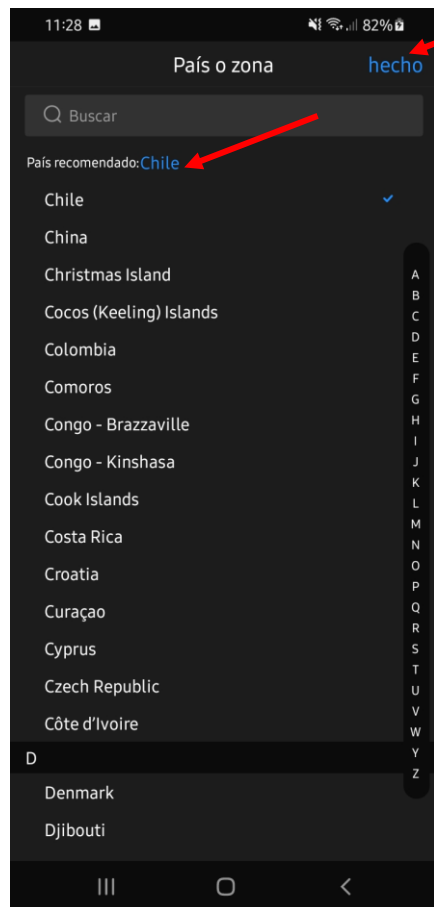 11:28 82%
País o zona hecho
Buscar
País recomendado:Chile
Chile
China
Christmas Island
Cocos (Keeling) Islands
Colombia
Comoros
Congo - Brazzaville
Congo - Kinshasa
Cook Islands
Costa Rica
Croatia
Curaçao
Cyprus
Czech Republic
Côte d'Ivoire
D
Denmark
Djibouti
A
B
C
D
E
F
G
H
I
J
K
L
M
N
O
P
Q
R
S
T
U
V
W
Y
Z